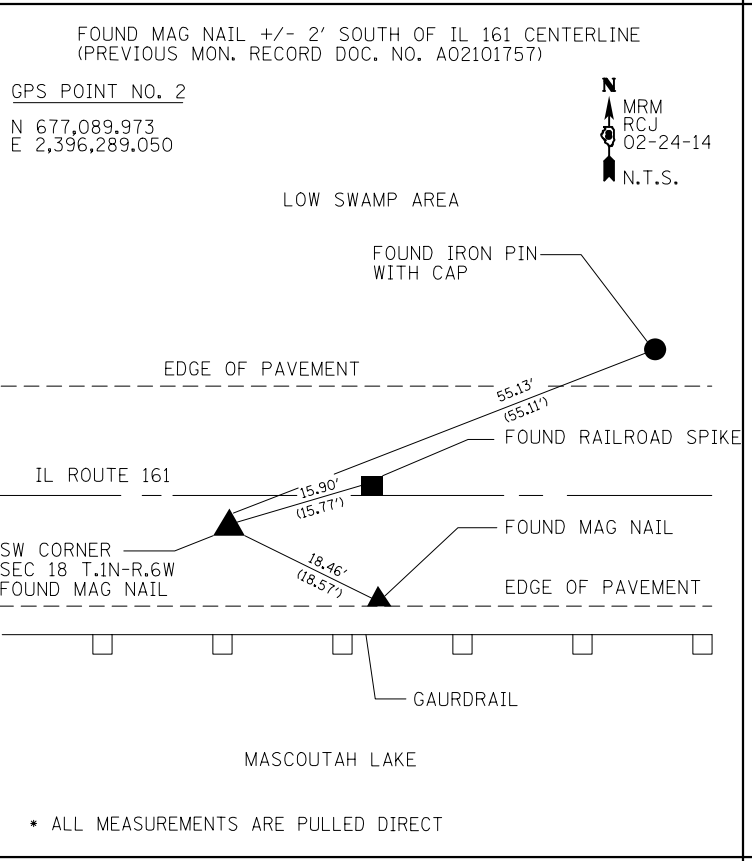 FOUND MAG NAIL +/- 2' SOUTH OF IL 161 CENTERLINE
(PREVIOUS MON. RECORD DOC. NO. A02101757)
GPS POINT NO. 2
N 677,089.973
E 2,396,289.050
N
MRM
RCJ
02-24-14
N.T.S.
LOW SWAMP AREA
FOUND IRON PIN
WITH CAP
EDGE OF PAVEMENT
55.13'
(55.11')
FOUND RAILROAD SPIKE
IL ROUTE 161
15.90'
(15.77')
SW CORNER
SEC 18 T.1N-R.6W
FOUND MAG NAIL
FOUND MAG NAIL
18.46'
(18.57')
EDGE OF PAVEMENT
GAURDRAIL
MASCOUTAH LAKE
* ALL MEASUREMENTS ARE PULLED DIRECT